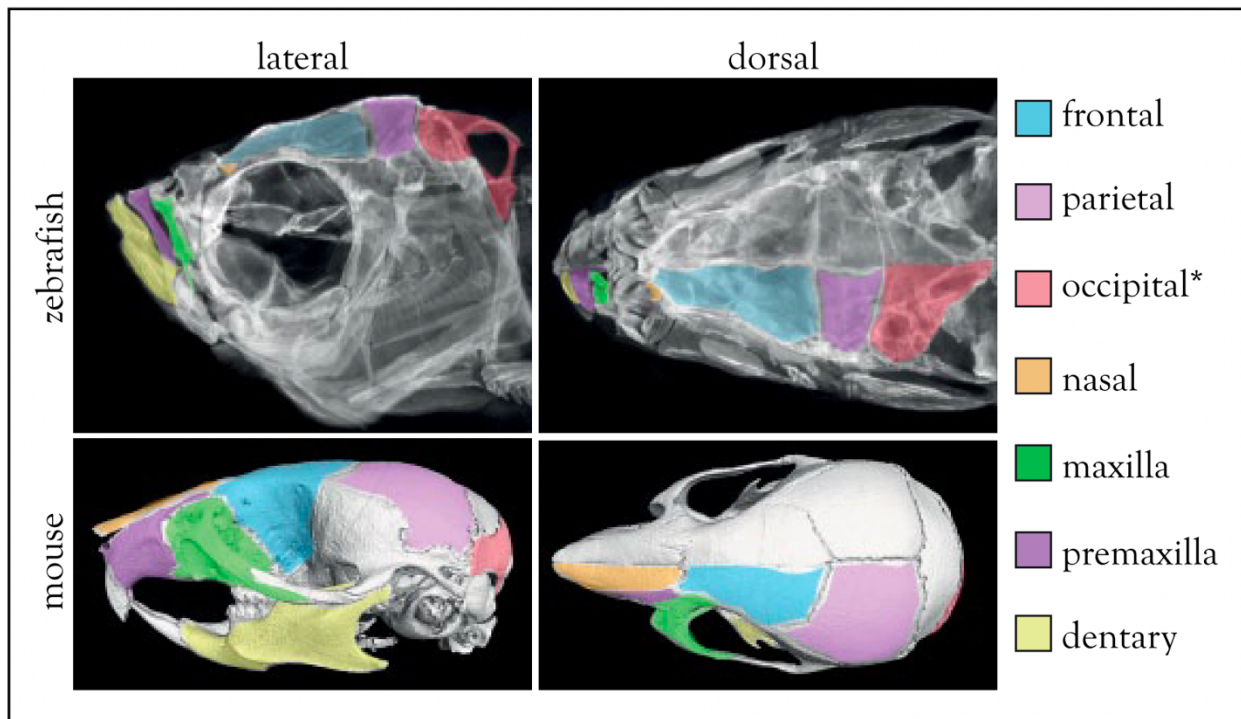 lateral
dorsal
zebrafish
mouse
frontal
parietal
occipital*
nasal
maxilla
premaxilla
dentary